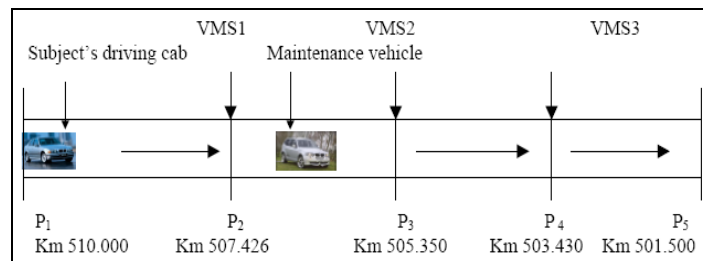 VMS1 VMS2 VMS3
Subject's driving cab Maintenance vehicle
P1 P2 P3 P4 P5
Km 510.000 Km 507.426 Km 505.350 Km 503.430 Km 501.500